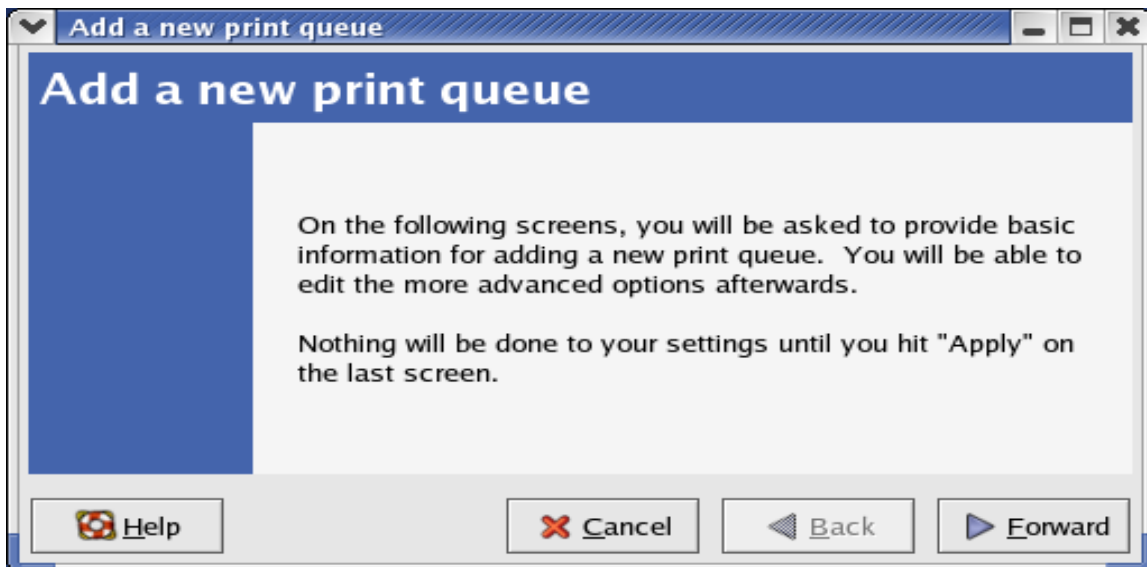 Add a new print queue
Add a new print queue
On the following screens, you will be asked to provide basic
information for adding a new print queue.  You will be able to
edit the more advanced options afterwards.
Nothing will be done to your settings until you hit "Apply" on
the last screen.
Help
Cancel
Back
Forward